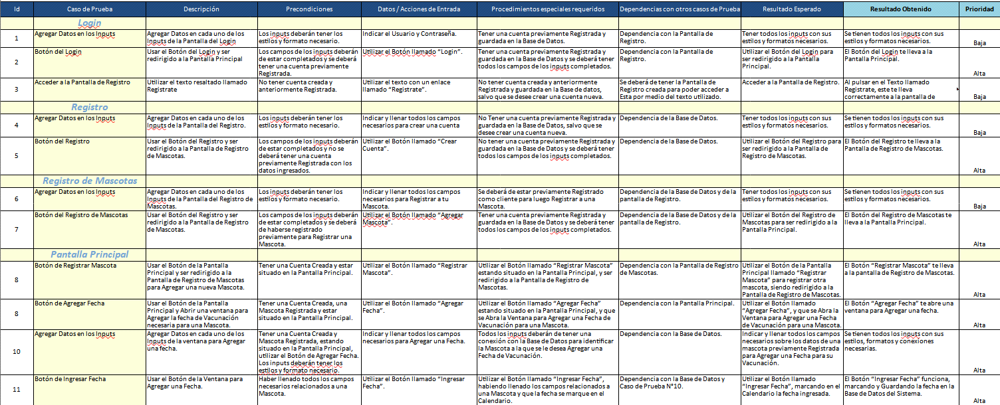 Id Caso de Prueba Descripción Precondiciones Datos / Acciones de Entrada Procedimientos especiales requeridos Dependencias con otros casos de Prueba Resultado Esperado Resultado Obtenido Prioridad
Login
1
Agregar Datos en los Inputs
Agregar Datos en cada uno de los
Inputs de la Pantalla del Login
Los inputs deberán tener los
estilos y formato necesario.
Indicar el Usuario y Contraseña.
Tener una cuenta previamente Registrada y
guardada en la Base de Datos.
Dependencia con la Pantalla de
Registro.
Tener todos los inputs con sus
estilos y formatos necesarios.
Se tienen todos los inputs con sus
estilos y formatos necesarios.
Baja
2
Botón del Login
Usar el Botón del Login y ser
redirigido a la Pantalla Principal
Los campos de los inputs deberán
de estar completados y se deberá
tener una cuenta previamente
Registrada.
Utilizar el Botón llamado “Login”.
Tener una cuenta previamente Registrada y
guardada en la Base de Datos y se deberá tener
todos los campos de los inputs completados.
Dependencia con la Pantalla de
Registro.
Utilizar el Botón del Login para
ser redirigido a la Pantalla
Principal.
El Botón del Login te lleva a la
Pantalla Principal.
Alta
3
Acceder a la Pantalla de Registro
Utilizar el texto resaltado llamado
Registrate
No tener cuenta creada y
anteriormente Registrada.
Utilizar el texto con un enlace
llamado “Registrate”.
No tener cuenta creada y anteriormente
Registrada y guardada en la Base de datos,
salvo que se desee crear una cuenta nueva.
Se deberá de tener la Pantalla de
Registro creada para poder acceder a
Esta por medio del texto utilizado.
Acceder a la Pantalla de Registro.
Al pulsar en el Texto llamado
Registrate, este te lleva
correctamente a la pantalla de
Baja
Registro
4
Agregar Datos en los Inputs
Agregar Datos en cada uno de los
Inputs de la Pantalla del Registro.
Los inputs deberán tener los
estilos y formato necesario.
Indicar y llenar todos los campos
necesarios para crear una cuenta
No Tener una cuenta previamente Registrada y
guardada en la Base de Datos, salvo que se
desee crear una cuenta nueva.
Dependencia de la Base de Datos.
Tener todos los inputs con sus
estilos y formatos necesarios.
Se tienen todos los inputs con sus
estilos y formatos necesarios.
Baja
5
Botón del Registro
Usar el Botón del Registro y ser
redirigido a la Pantalla de Registro
de Mascotas.
Los campos de los inputs deberán
de estar completados y no se
deberá tener una cuenta
previamente Registrada con los
datos ingresados.
Utilizar el Botón llamado “Crear
Cuenta”.
No tener una cuenta previamente Registrada y
guardada en la Base de Datos y se deberá tener
todos los campos de los inputs completados.
Dependencia de la Base de Datos.
Utilizar el Botón del Registro para
ser redirigido a la Pantalla de
Registro de Mascotas.
El Botón del Registro te lleva a la
Pantalla de Registro de Mascotas.
Alta
Registro de Mascotas
6
Agregar Datos en los Inputs
Agregar Datos en cada uno de los
Inputs de la Pantalla del Registro de
Mascotas.
Los inputs deberán tener los
estilos y formato necesario.
Indicar y llenar todos los campos
necesarios para Registrar a tu
Mascota.
Se deberá de estar previamente Registrado
como cliente para luego Registrar a una
Mascota.
Dependencia de la Base de Datos y de la
pantalla de Registro.
Tener todos los inputs con sus
estilos y formatos necesarios.
Se tienen todos los inputs con sus
estilos y formatos necesarios.
Baja
7
Botón del Registro de Mascotas
Usar el Botón del Registro y ser
redirigido a la Pantalla de Registro
de Mascotas.
Los campos de los inputs deberán
de estar completados y se deberá
de haberse registrado
previamente para Registrar una
Mascota.
Utilizar el Botón llamado “Agregar
Mascota”.
Tener una cuenta previamente Registrada y
guardada en la Base de Datos y se deberá tener
todos los campos de los inputs completados.
Dependencia de la Base de Datos y de la
pantalla de Registro.
Utilizar el Botón del Registro de
Mascotas para ser redirigido a la
Pantalla Principal.
El Botón del Registro de Mascotas te
lleva a la Pantalla Principal.
Alta
Pantalla Principal
8
Botón de Registrar Mascota
Usar el Botón de la Pantalla
Principal y ser redirigido a la
Pantalla de Registro de Mascotas
para Agregar una nueva Mascota.
Tener una Cuenta Creada y estar
situado en la Pantalla Principal.
Utilizar el Botón llamado “Registrar
Mascota”.
Utilizar el Botón llamado “Registrar Mascota”
estando situado en la Pantalla Principal, y ser
redirigido a la Pantalla de Registro de
Mascotas.
Dependencia con la Pantalla de Registro
de Mascotas.
Utilizar el Botón de la Pantalla
Principal llamado “Registrar
Mascota” para registrar otra
mascota, siendo redirigido a la
Pantalla de Registro de Mascotas.
El Botón “Registrar Mascota” te lleva
a la pantalla de Registro de Mascotas.
Alta
8
Botón de Agregar Fecha
Usar el Botón de la Pantalla
Principal y Abrir una ventana para
Agregar la fecha de Vacunación
necesaria para una Mascota.
Tener una Cuenta Creada, una
Mascota Registrada y estar
situado en la Pantalla Principal.
Utilizar el Botón llamado “Agregar
Fecha”.
Utilizar el Botón llamado “Agregar Fecha”
estando situado en la Pantalla Principal, y que
se Abra la Ventana para Agregar una Fecha de
Vacunación para una Mascota.
Dependencia con la Pantalla Principal.
Utilizar el Botón llamado
“Agregar Fecha”, y que se Abra la
Ventana para Agregar una Fecha
de Vacunación para una Mascota.
El Botón “Agregar Fecha” te abre una
ventana para Agregar una fecha.
Alta
10
Agregar Datos en los Inputs
Agregar Datos en cada uno de los
Inputs de la ventana para Agregar
una fecha.
Tener una Cuenta Creada y
Mascota Registrada, estando
situado en la Pantalla Principal,
utilizar el Botón de Agregar Fecha.
Los inputs deberán tener los
estilos y formato necesario.
Indicar y llenar todos los campos
necesarios para Agregar una Fecha.
Todos los inputs deberán de tener una
conexión con la Base de Datos para identificar
la Mascota a la que se le desea Agregar una
Fecha de Vacunación.
Dependencia con la Base de Datos.
Indicar y llenar todos los campos
necesarios sobre los datos de una
mascota previamente Registrada
para Agregar una Fecha para su
Vacunación.
Se tienen todos los inputs con sus
estilos, formatos y conexiones
necesarias.
Alta
11
Botón de Ingresar Fecha
Usar el Botón de la Ventana para
Agregar una Fecha.
Haber llenado todos los campos
necesarios relacionados a una
Mascota.
Utilizar el Botón llamado “Ingresar
Fecha”.
Utilizar el Botón llamado “Ingresar Fecha”,
habiendo llenado los campos relacionados a
una Mascota y que la fecha se marque en el
Calendario.
Dependencia con la Base de Datos y
Caso de Prueba N°10.
Utilizar el Botón llamado
“Ingresar Fecha”, marcando en el
Calendario la fecha ingresada.
El Botón “Ingresar Fecha” funciona,
marcando y Guardando la fecha en la
Base de Datos del Sistema.
Alta